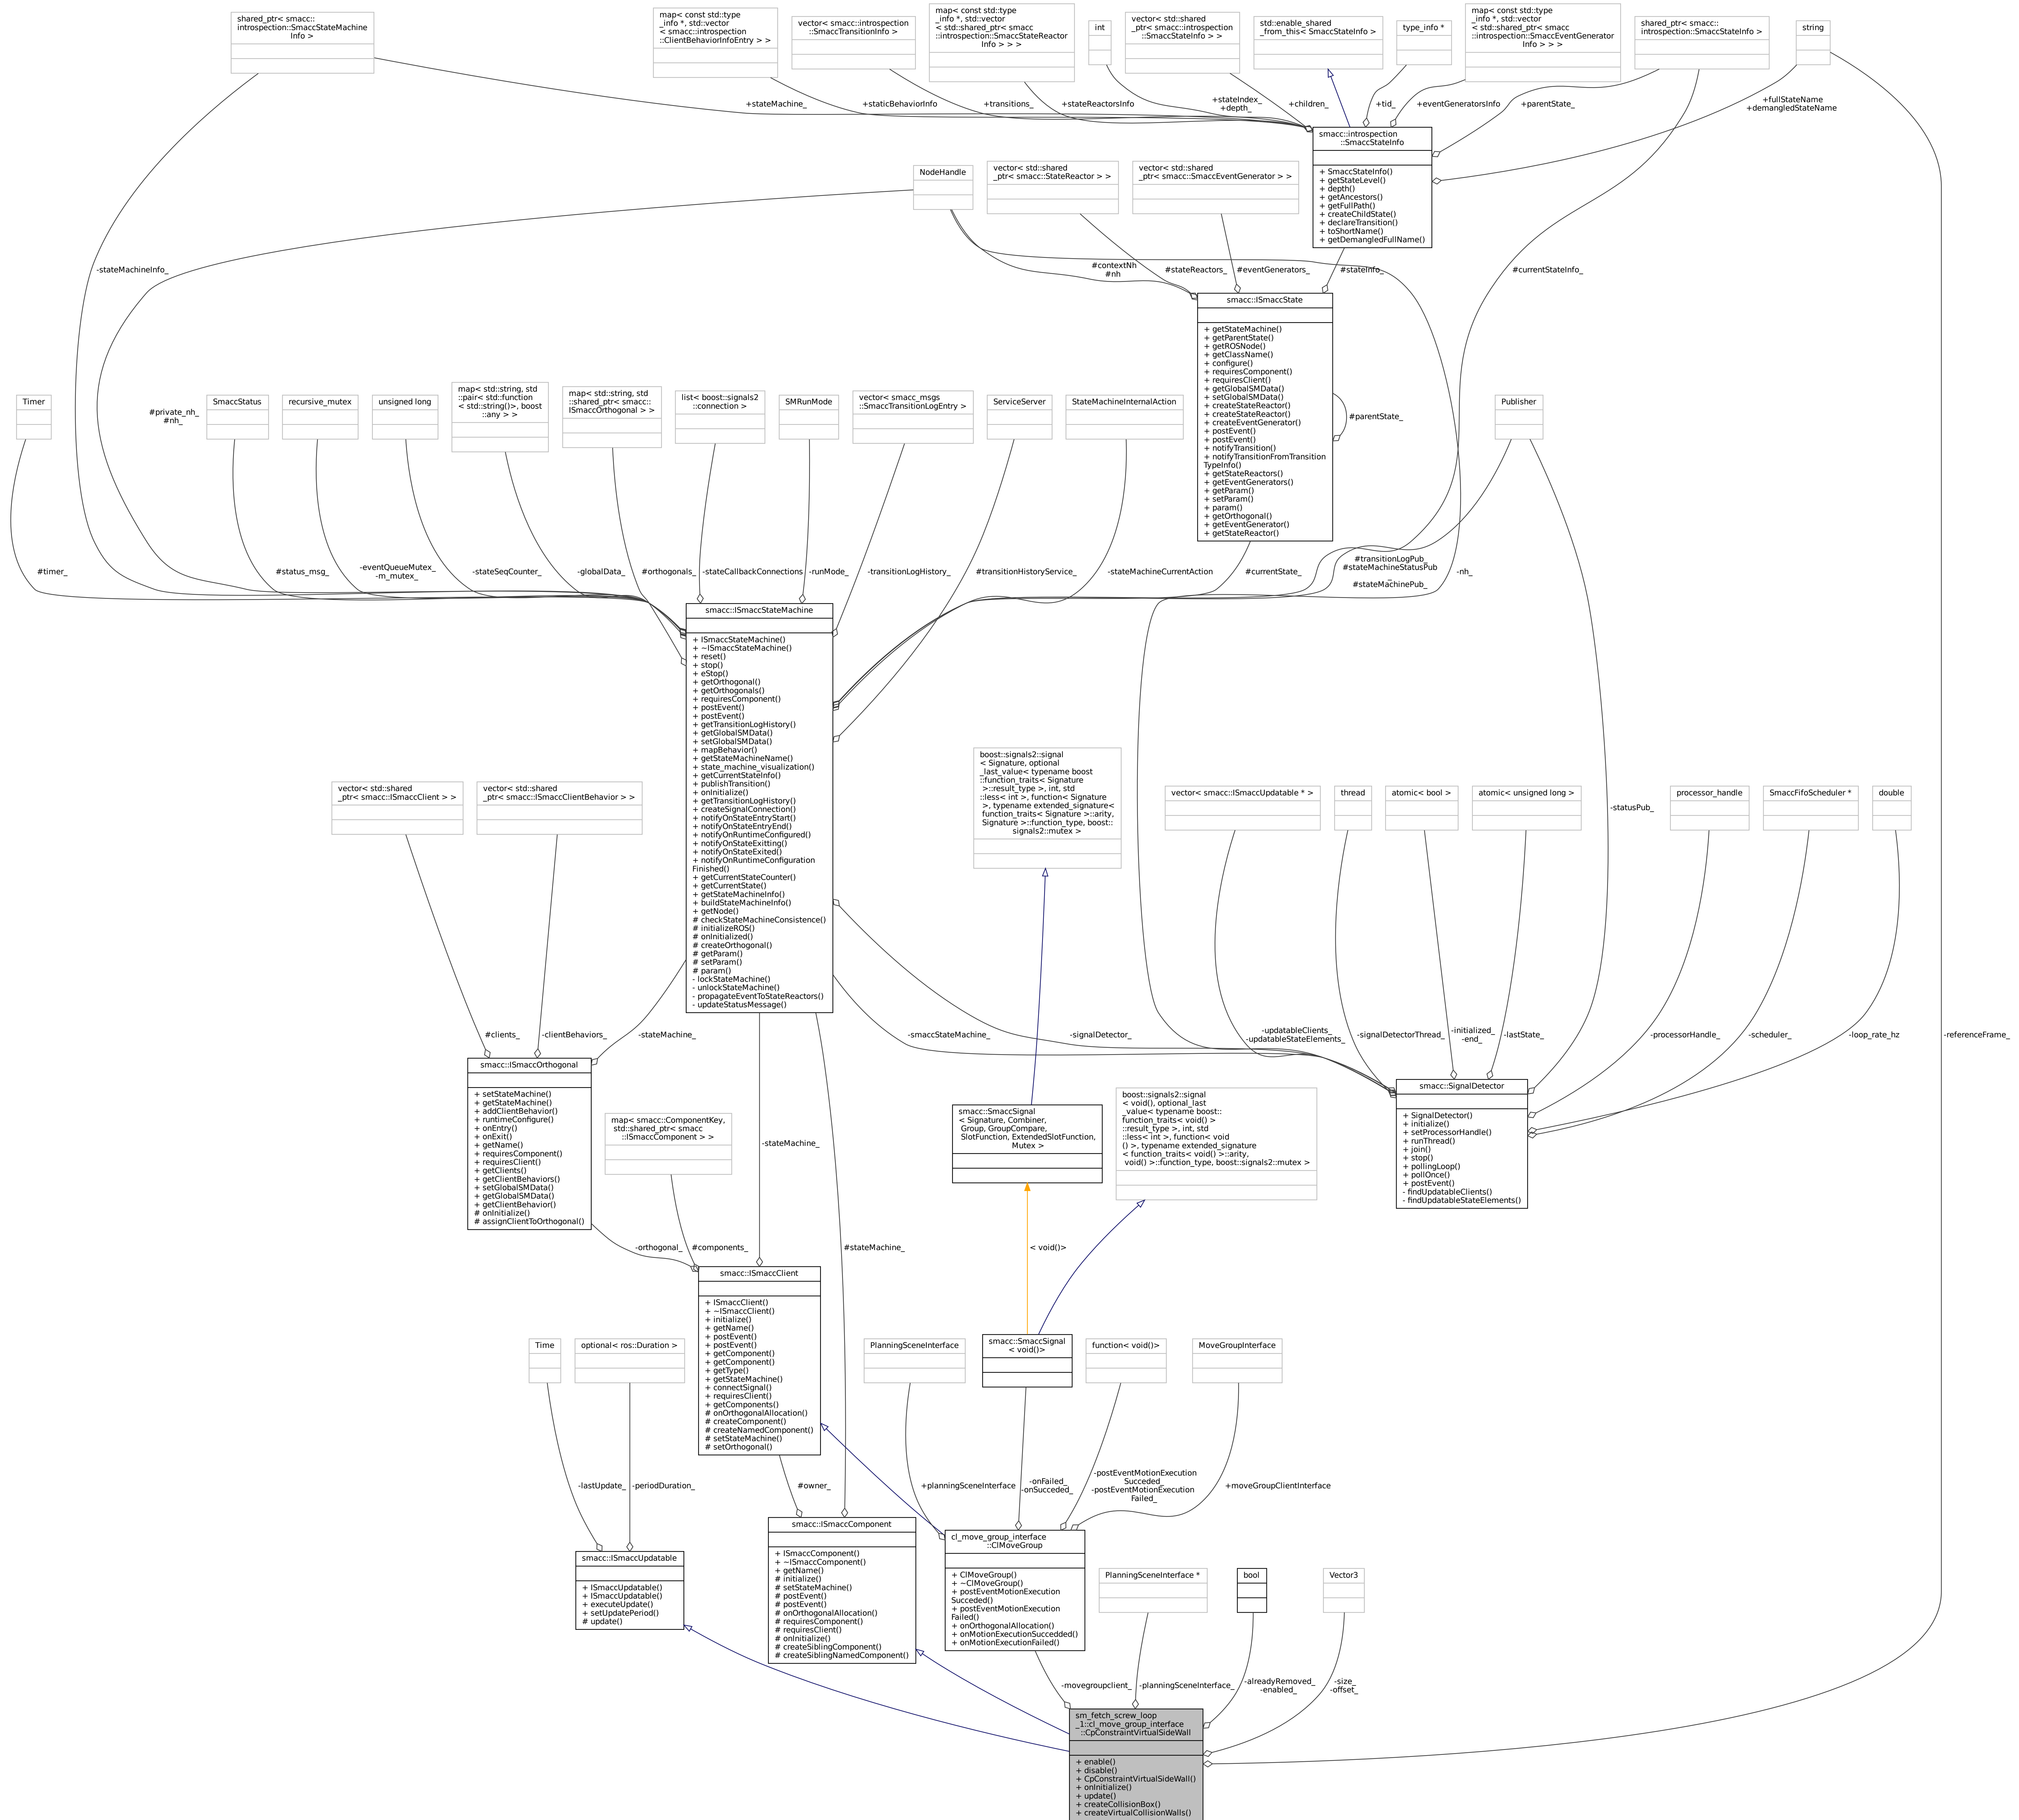 shared_ptr< smacc::
introspection::SmaccStateMachine
Info >
map< const std::type
_info *, std::vector
< smacc::introspection
::ClientBehaviorInfoEntry > >
vector< smacc::introspection
::SmaccTransitionInfo >
map< const std::type
_info *, std::vector
< std::shared_ptr< smacc
::introspection::SmaccStateReactor
Info > > >
int
vector< std::shared
_ptr< smacc::introspection
::SmaccStateInfo > >
std::enable_shared
_from_this< SmaccStateInfo >
type_info *
map< const std::type
_info *, std::vector
< std::shared_ptr< smacc
::introspection::SmaccEventGenerator
Info > > >
shared_ptr< smacc::
introspection::SmaccStateInfo >
string
+stateMachine_
+staticBehaviorInfo
+transitions_
+stateReactorsInfo
+stateIndex_
+depth_
+children_
+tid_
+eventGeneratorsInfo
+parentState_
+fullStateName
+demangledStateName
smacc::introspection
::SmaccStateInfo
+ SmaccStateInfo()
+ getStateLevel()
+ depth()
+ getAncestors()
+ getFullPath()
+ createChildState()
+ declareTransition()
+ toShortName()
+ getDemangledFullName()
NodeHandle
vector< std::shared
_ptr< smacc::StateReactor > >
vector< std::shared
_ptr< smacc::SmaccEventGenerator > >
-stateMachineInfo_
#contextNh
#nh
#stateReactors_
#eventGenerators_
#stateInfo_
#currentStateInfo_
smacc::ISmaccState
+ getStateMachine()
+ getParentState()
+ getROSNode()
+ getClassName()
+ configure()
+ requiresComponent()
+ requiresClient()
+ getGlobalSMData()
+ setGlobalSMData()
+ createStateReactor()
+ createStateReactor()
+ createEventGenerator()
+ postEvent()
+ postEvent()
+ notifyTransition()
+ notifyTransitionFromTransition
TypeInfo()
+ getStateReactors()
+ getEventGenerators()
+ getParam()
+ setParam()
+ param()
+ getOrthogonal()
+ getEventGenerator()
+ getStateReactor()
#parentState_
Timer
#private_nh_
#nh_
SmaccStatus
recursive_mutex
unsigned long
map< std::string, std
::pair< std::function
< std::string()>, boost
::any > >
map< std::string, std
::shared_ptr< smacc::
ISmaccOrthogonal > >
list< boost::signals2
::connection >
SMRunMode
vector< smacc_msgs
::SmaccTransitionLogEntry >
ServiceServer
StateMachineInternalAction
Publisher
#timer_
#status_msg_
-eventQueueMutex_
-m_mutex_
-stateSeqCounter_
-globalData_
#orthogonals_
-stateCallbackConnections
-runMode_
-transitionLogHistory_
#transitionHistoryService_
-stateMachineCurrentAction
#currentState_
#transitionLogPub_
#stateMachineStatusPub
_
#stateMachinePub_
-nh_
smacc::ISmaccStateMachine
+ ISmaccStateMachine()
+ ~ISmaccStateMachine()
+ reset()
+ stop()
+ eStop()
+ getOrthogonal()
+ getOrthogonals()
+ requiresComponent()
+ postEvent()
+ postEvent()
+ getTransitionLogHistory()
+ getGlobalSMData()
+ setGlobalSMData()
+ mapBehavior()
+ getStateMachineName()
+ state_machine_visualization()
+ getCurrentStateInfo()
+ publishTransition()
+ onInitialize()
+ getTransitionLogHistory()
+ createSignalConnection()
+ notifyOnStateEntryStart()
+ notifyOnStateEntryEnd()
+ notifyOnRuntimeConfigured()
+ notifyOnStateExitting()
+ notifyOnStateExited()
+ notifyOnRuntimeConfiguration
Finished()
+ getCurrentStateCounter()
+ getCurrentState()
+ getStateMachineInfo()
+ buildStateMachineInfo()
+ getNode()
# checkStateMachineConsistence()
# initializeROS()
# onInitialized()
# createOrthogonal()
# getParam()
# setParam()
# param()
- lockStateMachine()
- unlockStateMachine()
- propagateEventToStateReactors()
- updateStatusMessage()
vector< std::shared
_ptr< smacc::ISmaccClient > >
vector< std::shared
_ptr< smacc::ISmaccClientBehavior > >
boost::signals2::signal
< Signature, optional
_last_value< typename boost
::function_traits< Signature
>::result_type >, int, std
::less< int >, function< Signature
>, typename extended_signature<
function_traits< Signature >::arity,
Signature >::function_type, boost::
signals2::mutex >
vector< smacc::ISmaccUpdatable * >
thread
atomic< bool >
atomic< unsigned long >
-statusPub_
processor_handle
SmaccFifoScheduler *
double
#clients_
-clientBehaviors_
-stateMachine_
-smaccStateMachine_
-signalDetector_
-updatableClients_
-updatableStateElements_
-signalDetectorThread_
-initialized_
-end_
-lastState_
-processorHandle_
-scheduler_
-loop_rate_hz
-referenceFrame_
smacc::ISmaccOrthogonal
+ setStateMachine()
+ getStateMachine()
+ addClientBehavior()
+ runtimeConfigure()
+ onEntry()
+ onExit()
+ getName()
+ requiresComponent()
+ requiresClient()
+ getClients()
+ getClientBehaviors()
+ setGlobalSMData()
+ getGlobalSMData()
+ getClientBehavior()
# onInitialize()
# assignClientToOrthogonal()
map< smacc::ComponentKey,
std::shared_ptr< smacc
::ISmaccComponent > >
-stateMachine_
smacc::SmaccSignal
< Signature, Combiner,
Group, GroupCompare,
SlotFunction, ExtendedSlotFunction,
Mutex >
boost::signals2::signal
< void(), optional_last
_value< typename boost::
function_traits< void() >
::result_type >, int, std
::less< int >, function< void
() >, typename extended_signature
< function_traits< void() >::arity,
void() >::function_type, boost::signals2::mutex >
smacc::SignalDetector
+ SignalDetector()
+ initialize()
+ setProcessorHandle()
+ runThread()
+ join()
+ stop()
+ pollingLoop()
+ pollOnce()
+ postEvent()
- findUpdatableClients()
- findUpdatableStateElements()
-orthogonal_
#components_
#stateMachine_
< void()>
smacc::ISmaccClient
+ ISmaccClient()
+ ~ISmaccClient()
+ initialize()
+ getName()
+ postEvent()
+ postEvent()
+ getComponent()
+ getComponent()
+ getType()
+ getStateMachine()
+ connectSignal()
+ requiresClient()
+ getComponents()
# onOrthogonalAllocation()
# createComponent()
# createNamedComponent()
# setStateMachine()
# setOrthogonal()
Time
optional< ros::Duration >
PlanningSceneInterface
smacc::SmaccSignal
< void()>
function< void()>
MoveGroupInterface
-lastUpdate_
-periodDuration_
#owner_
+planningSceneInterface
-onFailed_
-onSucceded_
-postEventMotionExecution
Succeded_
-postEventMotionExecution
Failed_
+moveGroupClientInterface
smacc::ISmaccUpdatable
+ ISmaccUpdatable()
+ ISmaccUpdatable()
+ executeUpdate()
+ setUpdatePeriod()
# update()
smacc::ISmaccComponent
+ ISmaccComponent()
+ ~ISmaccComponent()
+ getName()
# initialize()
# setStateMachine()
# postEvent()
# postEvent()
# onOrthogonalAllocation()
# requiresComponent()
# requiresClient()
# onInitialize()
# createSiblingComponent()
# createSiblingNamedComponent()
cl_move_group_interface
::ClMoveGroup
+ ClMoveGroup()
+ ~ClMoveGroup()
+ postEventMotionExecution
Succeded()
+ postEventMotionExecution
Failed()
+ onOrthogonalAllocation()
+ onMotionExecutionSuccedded()
+ onMotionExecutionFailed()
PlanningSceneInterface *
bool
Vector3
-movegroupclient_
-planningSceneInterface_
-alreadyRemoved_
-enabled_
-size_
-offset_
sm_fetch_screw_loop
_1::cl_move_group_interface
::CpConstraintVirtualSideWall
+ enable()
+ disable()
+ CpConstraintVirtualSideWall()
+ onInitialize()
+ update()
+ createCollisionBox()
+ createVirtualCollisionWalls()